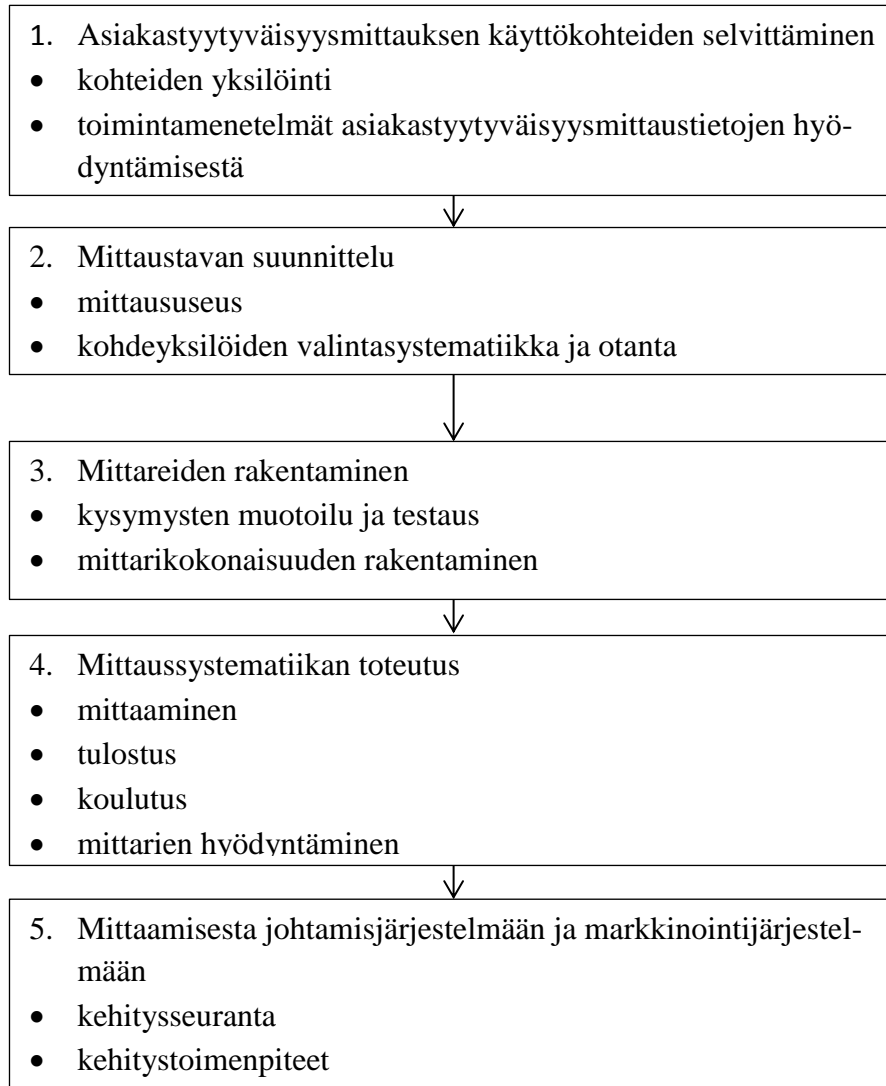 1. Asiakastyytyväisyysmittauksen käyttökohteiden selvittäminen
• kohteiden yksilöinti
• toimintamenetelmät asiakastyytyväisyysmittaustietojen hyö-
dyntämisestä
2. Mittaustavan suunnittelu
• mittaususeus
• kohdeyksilöiden valintasystematiikka ja otanta
3. Mittareiden rakentaminen
• kysymysten muotoilu ja testaus
• mittarikokonaisuuden rakentaminen
4. Mittaussystematiikan toteutus
• mittaaminen
• tulostus
• koulutus
• mittarien hyödyntäminen
5. Mittaamisesta johtamisjärjestelmään ja markkinointijärjestel-
mään
• kehitysseuranta
• kehitystoimenpiteet